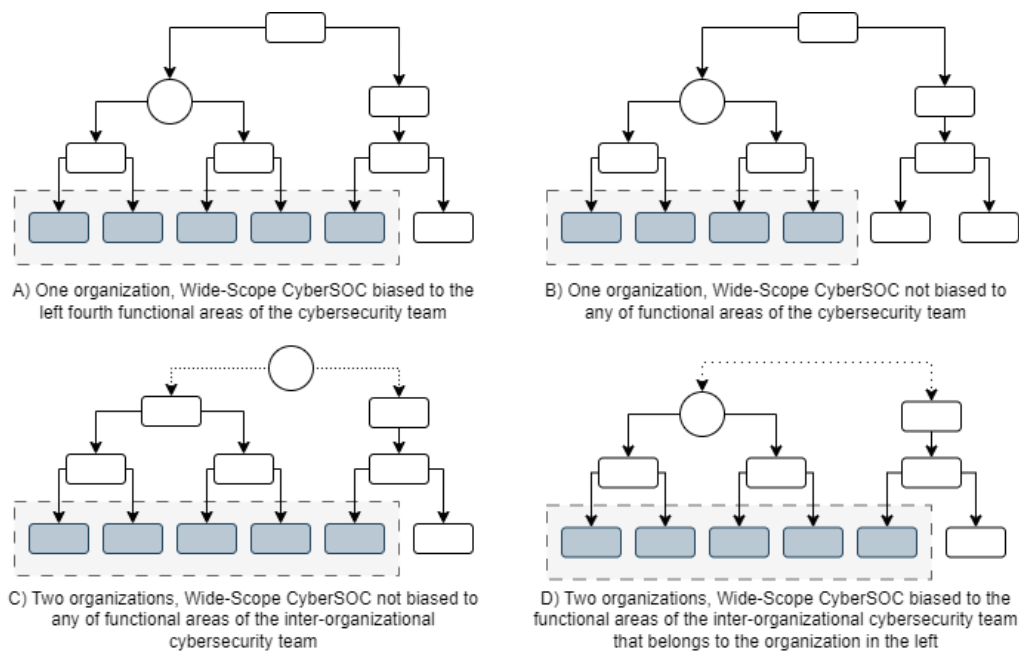 A) One organization, Wide-Scope CyberSOC biased to the
left fourth functional areas of the cybersecurity team
B) One organization, Wide-Scope CyberSOC not biased to
any of functional areas of the cybersecurity team
C) Two organizations, Wide-Scope CyberSOC not biased to
any of functional areas of the inter-organizational
cybersecurity team
D) Two organizations, Wide-Scope CyberSOC biased to the
functional areas of the inter-organizational cybersecurity team
that belongs to the organization in the left